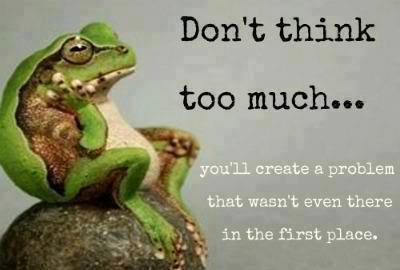 Don't think
too much...
you'll create a problem
that wasn't even there
in the first place.